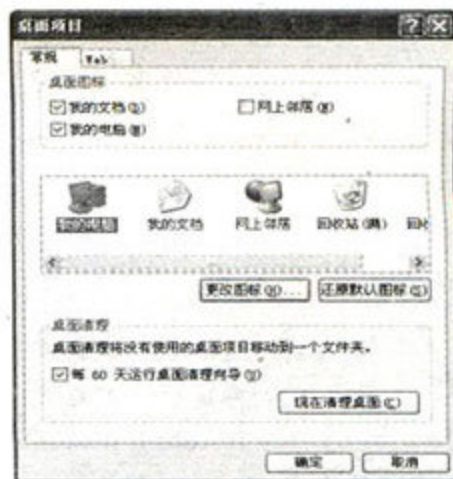 桌面项目
常规 Web
桌面图标
我的文档(D) 网上邻居(N)
我的电脑(M)
我的电脑 我的文档 网上邻居 回收站(满) 回收
更改图标(H)... 还原默认图标(S)
桌面清理
桌面清理将没有使用的桌面项目移动到一个文件夹。
每 60 天运行桌面清理向导(U)
现在清理桌面(C)
确定 取消